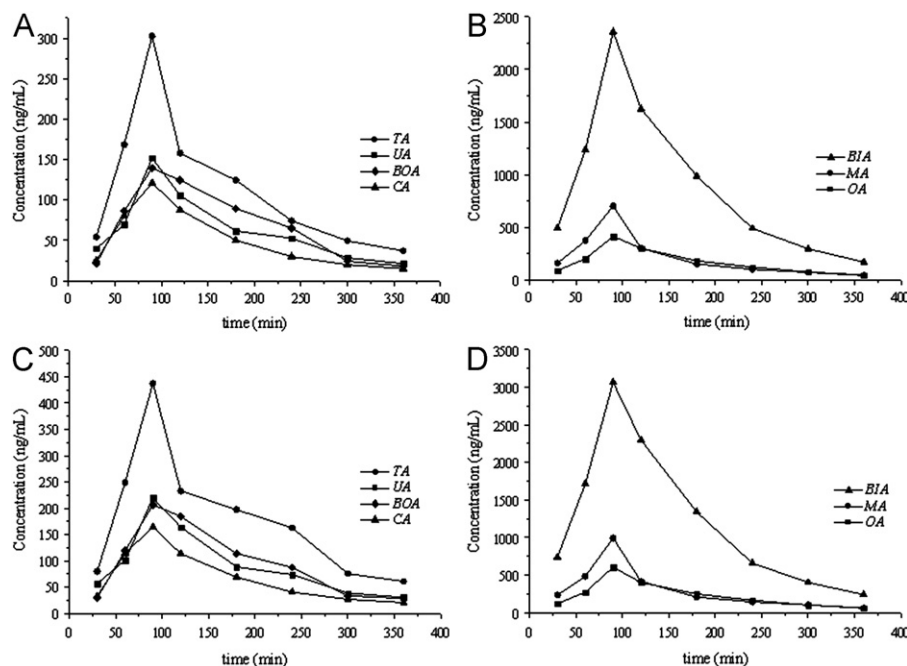 A
Concentration (ng/mL)
300
250
200
150
100
50
0
0 50 100 150 200 250 300 350 400
time (min)
TA
UA
BOA
CA
B
Concentration (ng/mL)
2500
2000
1500
1000
500
0
0 50 100 150 200 250 300 350 400
time (min)
BIA
MA
OA
C
Concentration (ng/mL)
500
450
400
350
300
250
200
150
100
50
0
0 50 100 150 200 250 300 350 400
time (min)
TA
UA
BOA
CA
D
Concentration (ng/mL)
3500
3000
2500
2000
1500
1000
500
0
0 50 100 150 200 250 300 350 400
time (min)
BIA
MA
OA